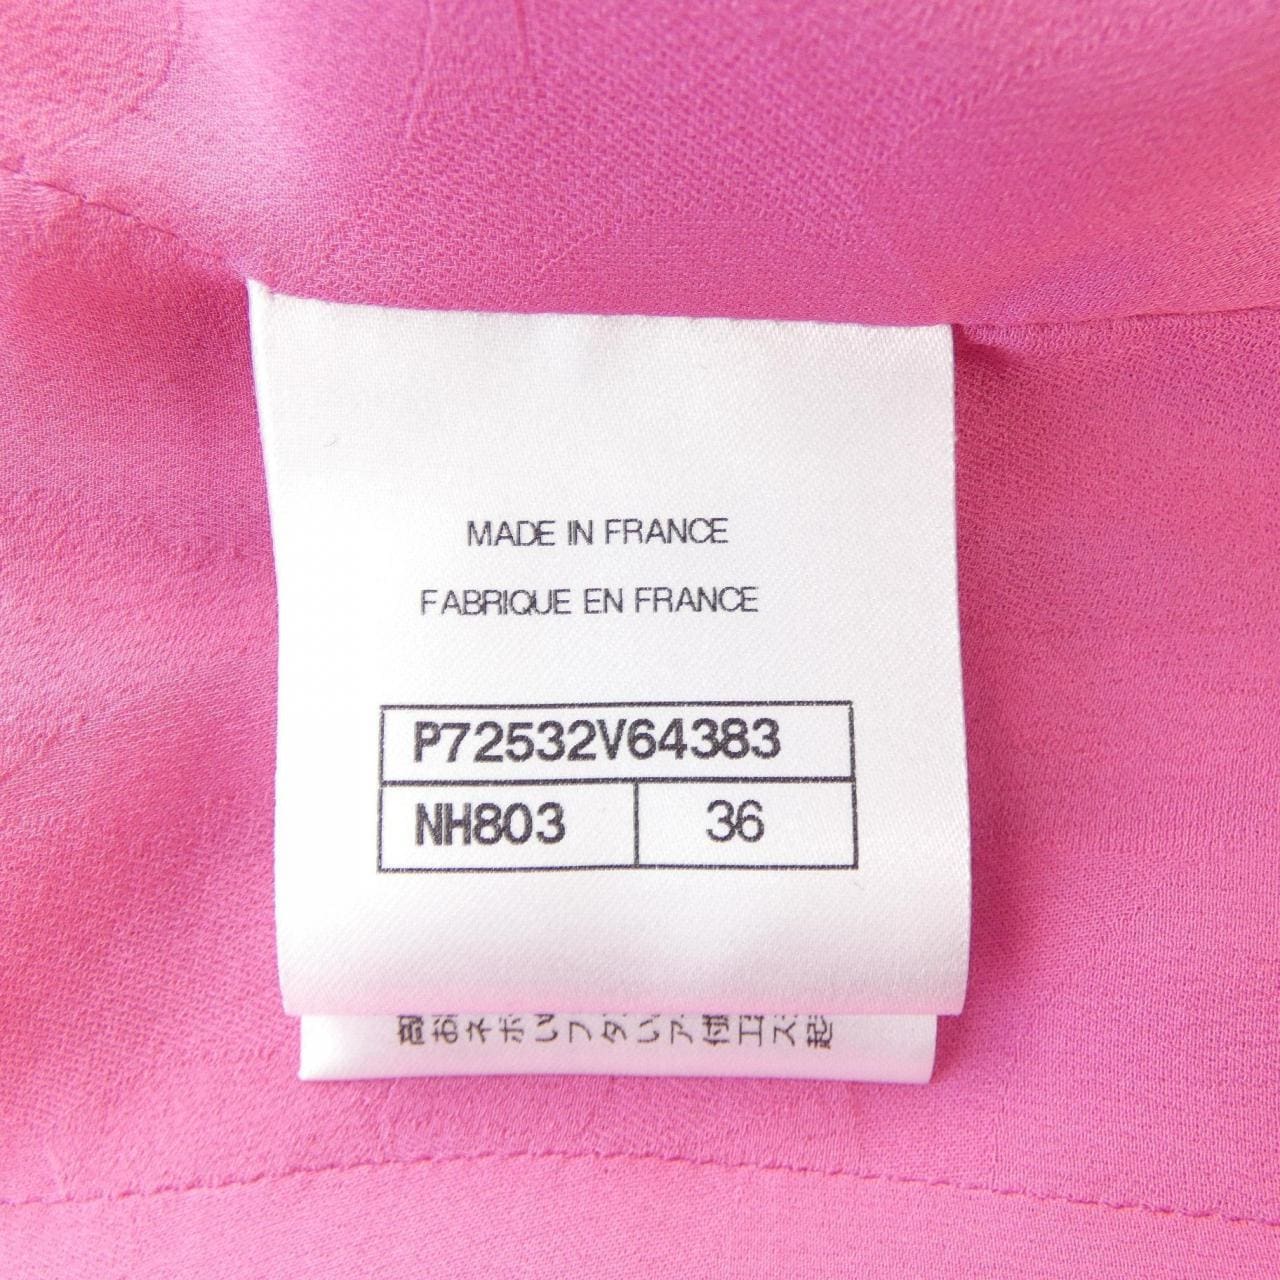 MADE IN FRANCE
FABRIQUE EN FRANCE
P72532V64383
NH803 36